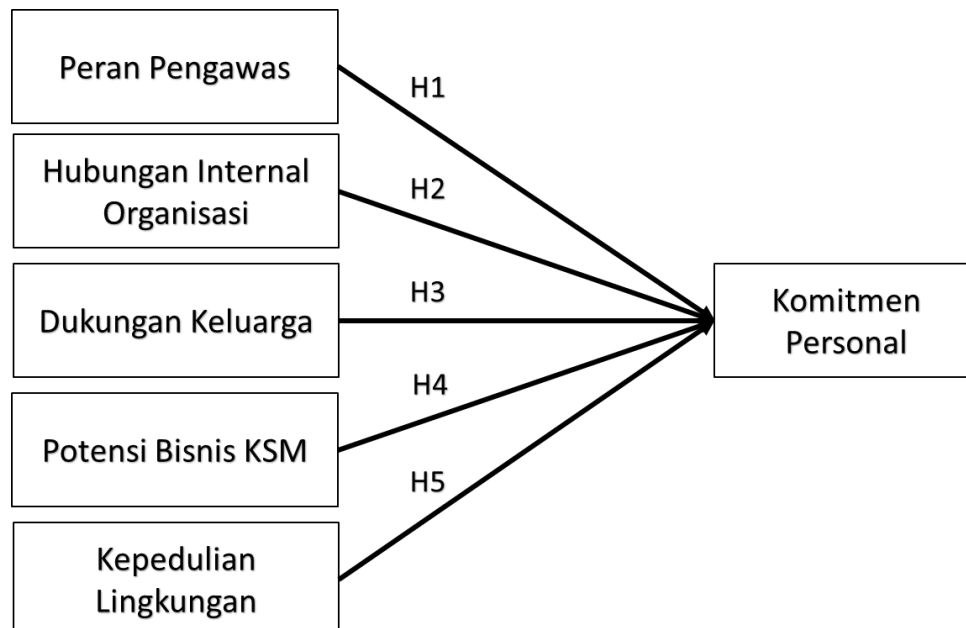 Peran Pengawas
H1
Hubungan Internal
Organisasi
H2
Dukungan Keluarga
H3
Komitmen
Personal
Potensi Bisnis KSM
H4
Kepedulian
Lingkungan
H5